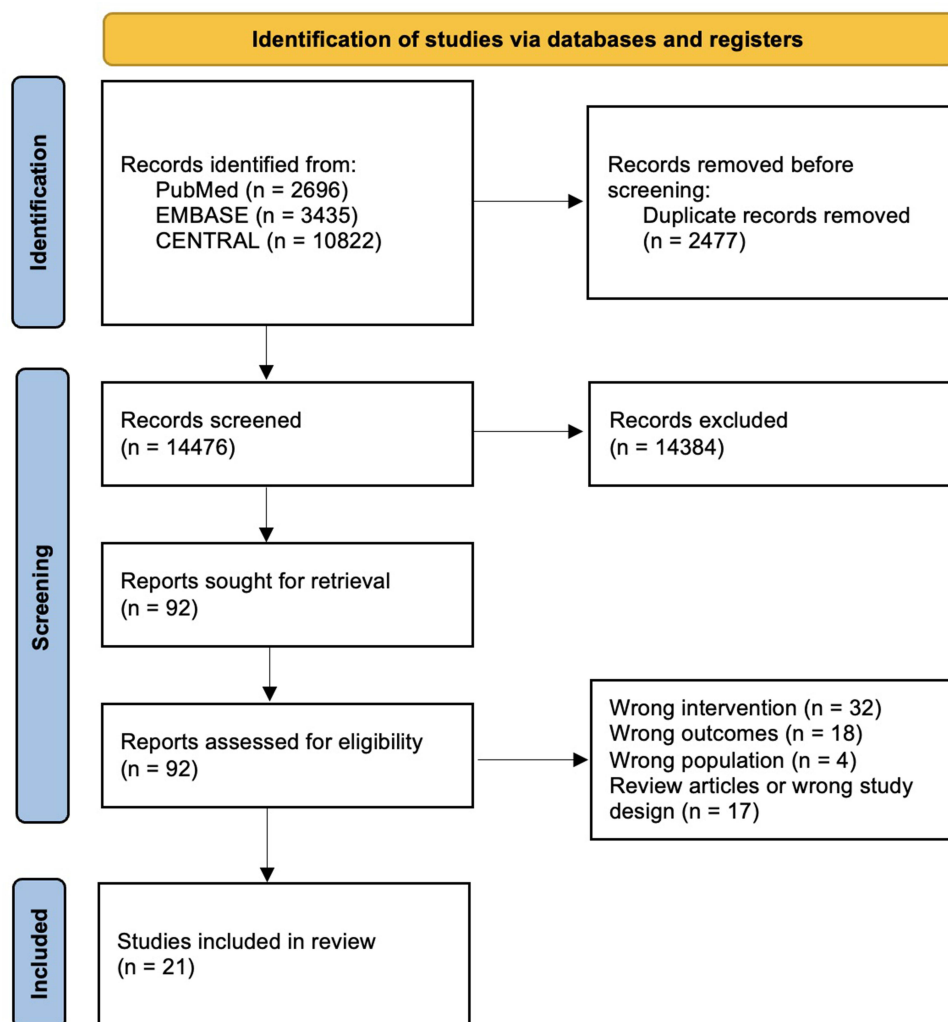 Identification of studies via databases and registers
Identification
Records identified from:
PubMed (n = 2696)
EMBASE (n = 3435)
CENTRAL (n = 10822)
Records removed before
screening:
Duplicate records removed
(n = 2477)
Screening
Records screened
(n = 14476)
Records excluded
(n = 14384)
Reports sought for retrieval
(n = 92)
Reports assessed for eligibility
(n = 92)
Wrong intervention (n = 32)
Wrong outcomes (n = 18)
Wrong population (n = 4)
Review articles or wrong study
design (n = 17)
Included
Studies included in review
(n = 21)